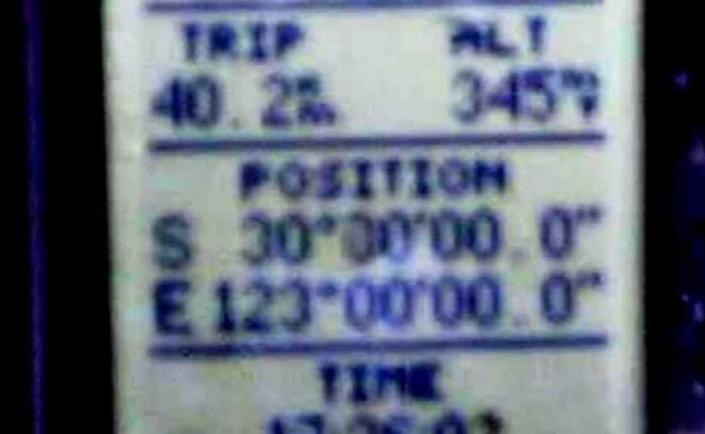 TRIP ALT
40.2 345
POSITION
S 30°00'00.0"
E 123°00'00.0"
TIME